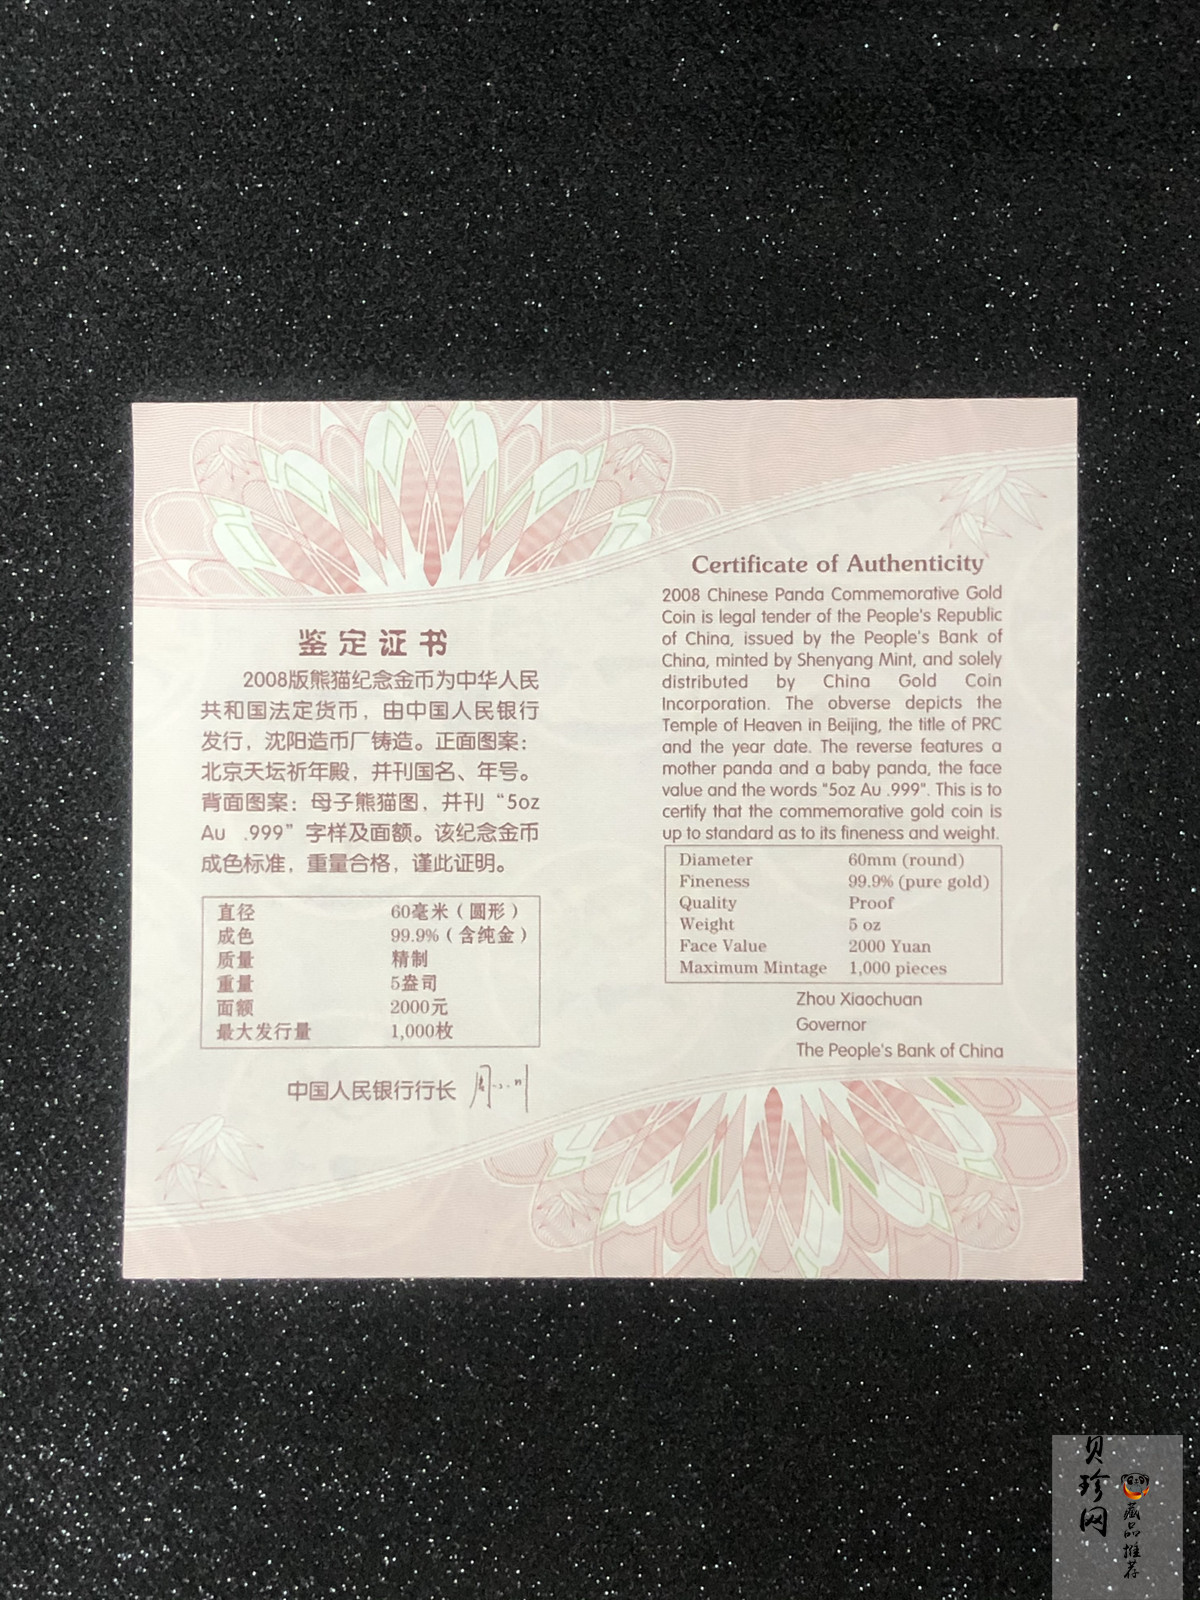 鉴定证书
2008版熊猫纪念金币为中华人民
共和国法定货币，由中国人民银行
发行，沈阳造币厂铸造。正面图案：
北京天坛祈年殿，并刊国名、年号。
背面图案：母子熊猫图，并刊“5oz
Au .999”字样及面额。该纪念金币
成色标准，重量合格，谨此证明。
直径 60毫米（圆形）
成色 99.9%（含纯金）
质量 精制
重量 5盎司
面额 2000元
最大发行量 1,000枚
中国人民银行行长
Certificate of Authenticity
2008 Chinese Panda Commemorative Gold
Coin is legal tender of the People's Republic
of China, issued by the People's Bank of
China, minted by Shenyang Mint, and solely
distributed by China Gold Coin
Incorporation. The obverse depicts the
Temple of Heaven in Beijing, the title of PRC
and the year date. The reverse features a
mother panda and a baby panda, the face
value and the words "5oz Au .999". This is to
certify that the commemorative gold coin is
up to standard as to its fineness and weight.
Diameter 60mm (round)
Fineness 99.9% (pure gold)
Quality Proof
Weight 5 oz
Face Value 2000 Yuan
Maximum Mintage 1,000 pieces
Zhou Xiaochuan
Governor
The People's Bank of China
贝珍网
藏品推荐